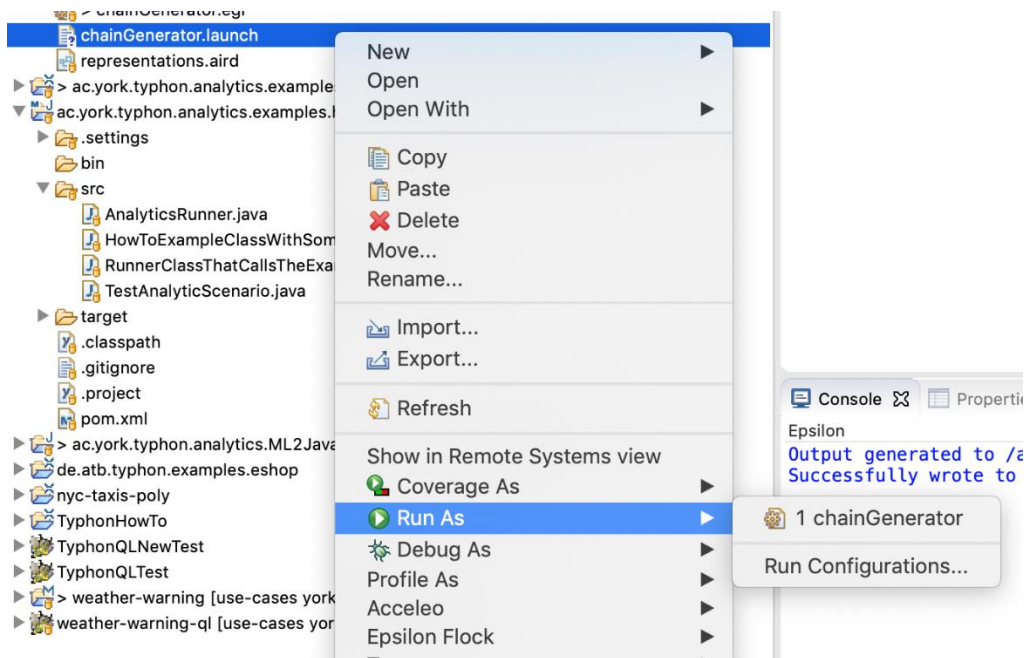 > chainGenerator.egl
chainGenerator.launch
representations.aird
> ac.york.typhon.analytics.example
ac.york.typhon.analytics.examples.
.settings
bin
src
AnalyticsRunner.java
HowToExampleClassWithSom
RunnerClassThatCallsTheExa
TestAnalyticScenario.java
target
.classpath
.gitignore
.project
pom.xml
> ac.york.typhon.analytics.ML2Java
de.atb.typhon.examples.eshop
nyc-taxis-poly
TyphonHowTo
TyphonQLNewTest
TyphonQLTest
> weather-warning [use-cases york
weather-warning-ql [use-cases yor
New
Open
Open With
Copy
Paste
Delete
Move...
Rename...
Import...
Export...
Refresh
Show in Remote Systems view
Coverage As
Run As
Debug As
Profile As
Acceleo
Epsilon Flock
1 chainGenerator
Run Configurations...
Console
Propertie
Epsilon
Output generated to /a
Successfully wrote to